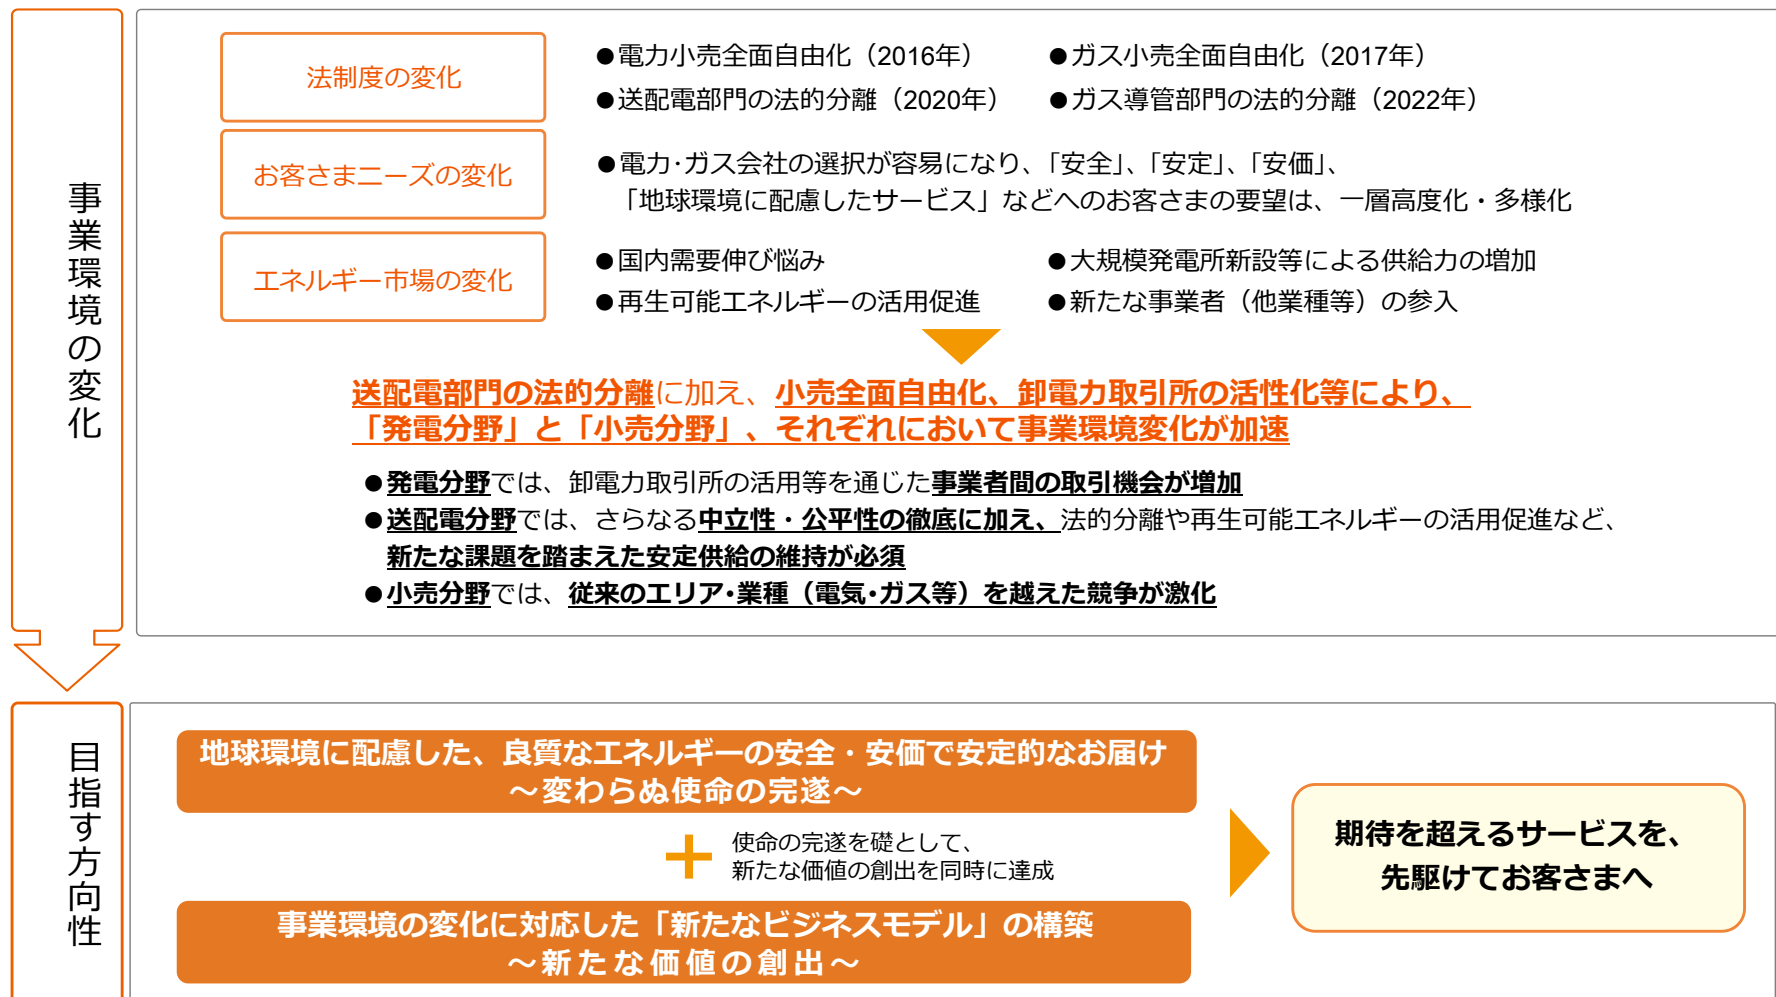 事業環境の変化
法制度の変化
●電力小売全面自由化（2016年）
●ガス小売全面自由化（2017年）
●送配電部門の法的分離（2020年）
●ガス導管部門の法的分離（2022年）
お客さまニーズの変化
●電力・ガス会社の選択が容易になり、「安全」、「安定」、「安価」、
「地球環境に配慮したサービス」などへのお客さまの要望は、一層高度化・多様化
エネルギー市場の変化
●国内需要伸び悩み
●大規模発電所新設等による供給力の増加
●再生可能エネルギーの活用促進
●新たな事業者（他業種等）の参入
送配電部門の法的分離に加え、小売全面自由化、卸電力取引所の活性化等により、
「発電分野」と「小売分野」、それぞれにおいて事業環境変化が加速
●発電分野では、卸電力取引所の活用等を通じた事業者間の取引機会が増加
●送配電分野では、さらなる中立性・公平性の徹底に加え、法的分離や再生可能エネルギーの活用促進など、
新たな課題を踏まえた安定供給の維持が必須
●小売分野では、従来のエリア・業種（電気・ガス等）を越えた競争が激化
目指す方向性
地球環境に配慮した、良質なエネルギーの安全・安価で安定的なお届け
～変わらぬ使命の完遂～
使命の完遂を礎として、
新たな価値の創出を同時に達成
事業環境の変化に対応した「新たなビジネスモデル」の構築
～新たな価値の創出～
期待を超えるサービスを、
先駆けてお客さまへ